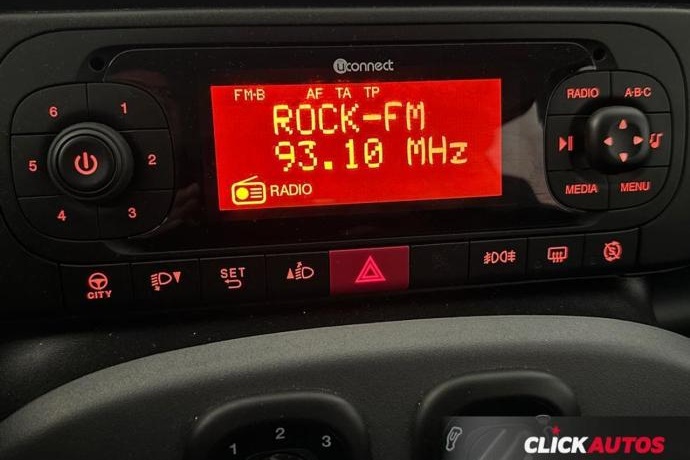 uconnect
FM-B AF TA TP
ROCK-FM
93.10 MHz
RADIO
6 1
5 2
4 3
RADIO A-B-C
MEDIA MENU
CITY
SET
1 2 3
CLICKAUTOS